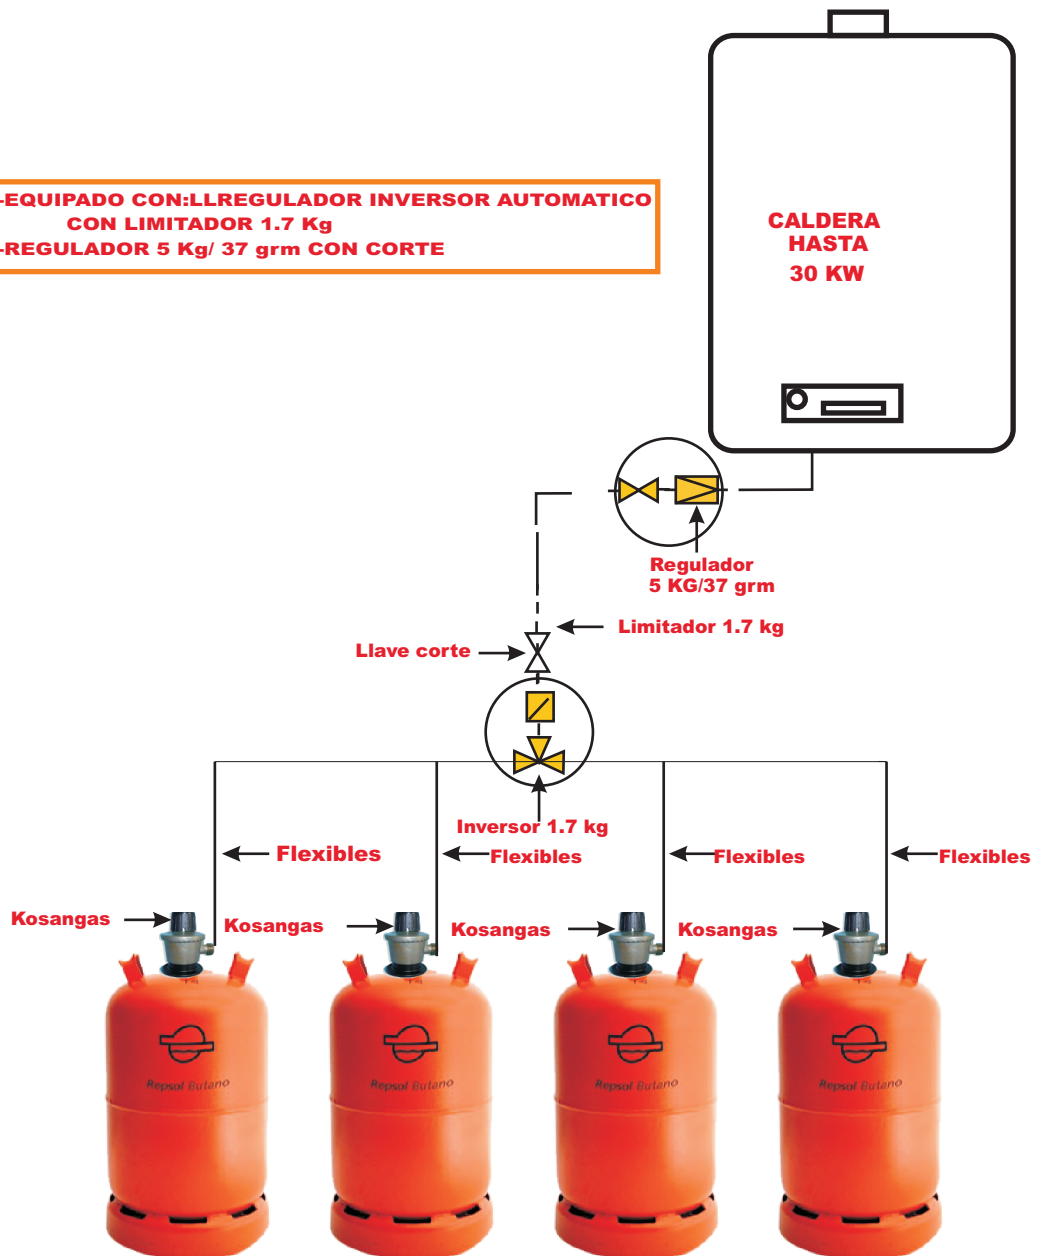 -EQUIPADO CON:LLREGULADOR INVERSOR AUTOMATICO
CON LIMITADOR 1.7 Kg
-REGULADOR 5 Kg/ 37 grm CON CORTE
CALDERA
HASTA
30 KW
Regulador
5 KG/37 grm
Limitador 1.7 kg
Llave corte
Inversor 1.7 kg
Flexibles
Flexibles
Flexibles
Flexibles
Kosangas
Kosangas
Kosangas
Kosangas
Repsol Butano
Repsol Butano
Repsol Butano
Repsol Butano